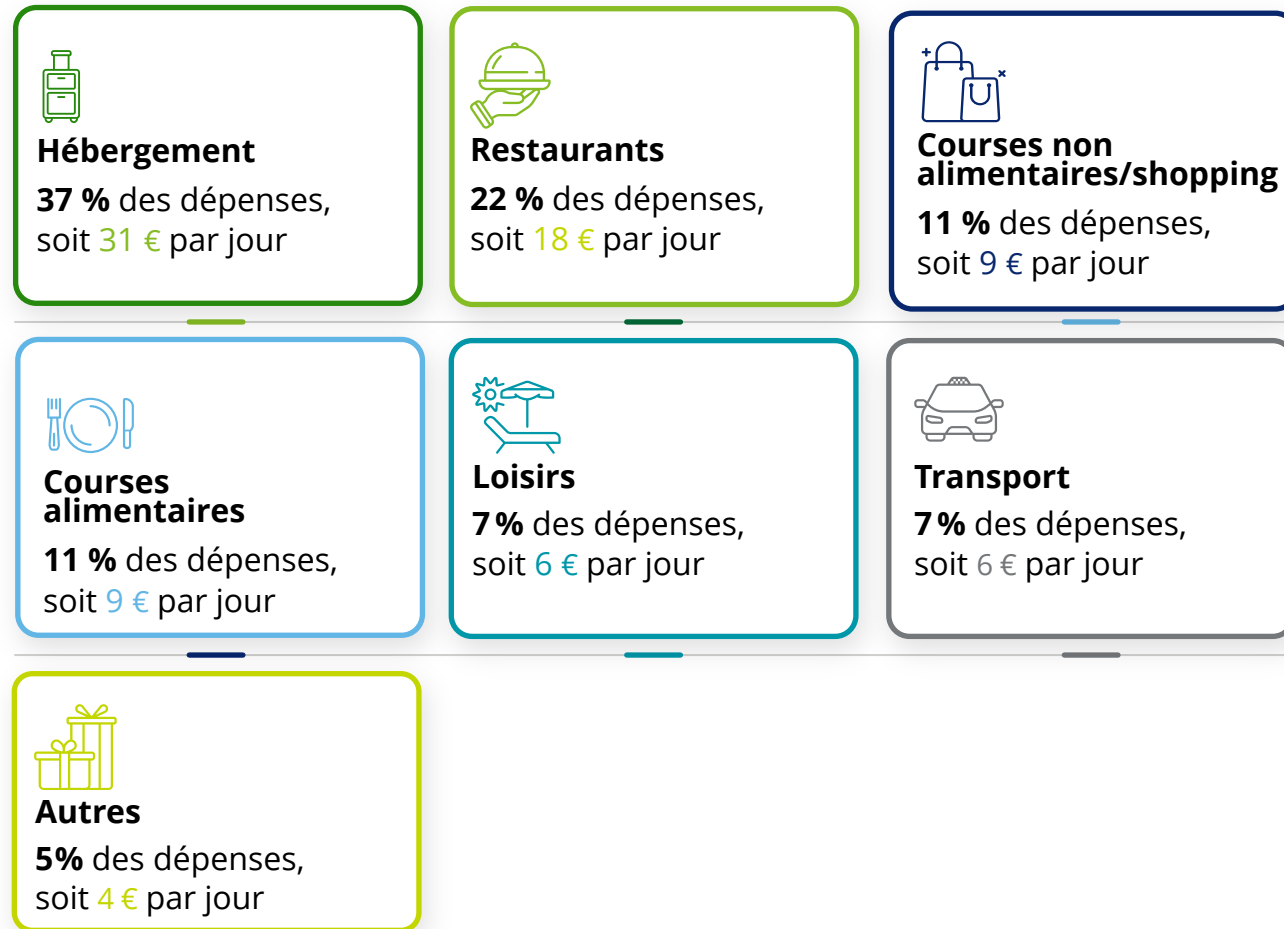 Hébergement
37 % des dépenses,
soit 31 € par jour
Restaurants
22 % des dépenses,
soit 18 € par jour
Courses non
alimentaires/shopping
11 % des dépenses,
soit 9 € par jour
Courses
alimentaires
11 % des dépenses,
soit 9 € par jour
Loisirs
7 % des dépenses,
soit 6 € par jour
Transport
7 % des dépenses,
soit 6 € par jour
Autres
5% des dépenses,
soit 4 € par jour